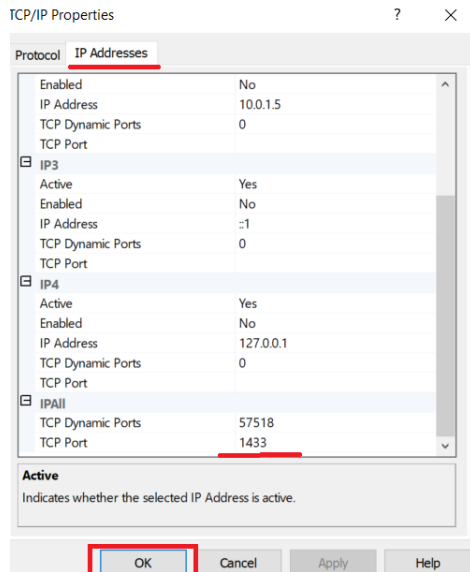 TCP/IP Properties ? ×
Protocol IP Addresses
Enabled No
IP Address 10.0.1.5
TCP Dynamic Ports 0
TCP Port
IP3
Active Yes
Enabled No
IP Address ::1
TCP Dynamic Ports 0
TCP Port
IP4
Active Yes
Enabled No
IP Address 127.0.0.1
TCP Dynamic Ports 0
TCP Port
IPAll
TCP Dynamic Ports 57518
TCP Port 1433
Active
Indicates whether the selected IP Address is active.
OK Cancel Apply Help